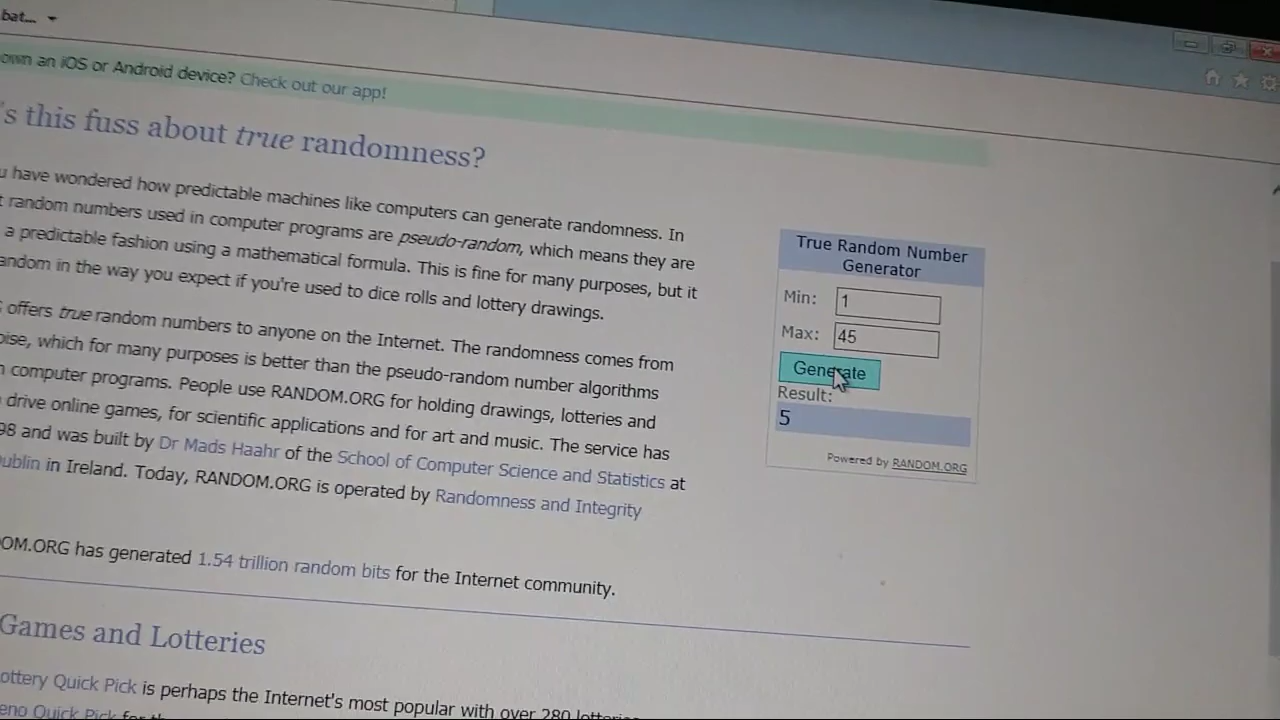 bat...
own an iOS or Android device? Check out our app!
's this fuss about true randomness?
u have wondered how predictable machines like computers can generate randomness. In
t random numbers used in computer programs are pseudo-random, which means they are
a predictable fashion using a mathematical formula. This is fine for many purposes, but it
andom in the way you expect if you're used to dice rolls and lottery drawings.
offers true random numbers to anyone on the Internet. The randomness comes from
oise, which for many purposes is better than the pseudo-random number algorithms
n computer programs. People use RANDOM.ORG for holding drawings, lotteries and
drive online games, for scientific applications and for art and music. The service has
98 and was built by Dr Mads Haahr of the School of Computer Science and Statistics at
ublin in Ireland. Today, RANDOM.ORG is operated by Randomness and Integrity
OM.ORG has generated 1.54 trillion random bits for the Internet community.
Games and Lotteries
ottery Quick Pick is perhaps the Internet's most popular with over 280 lotteries
eno Quick Pick for th
True Random Number
Generator
Min: 1
Max: 45
Generate
Result:
5
Powered by RANDOM.ORG